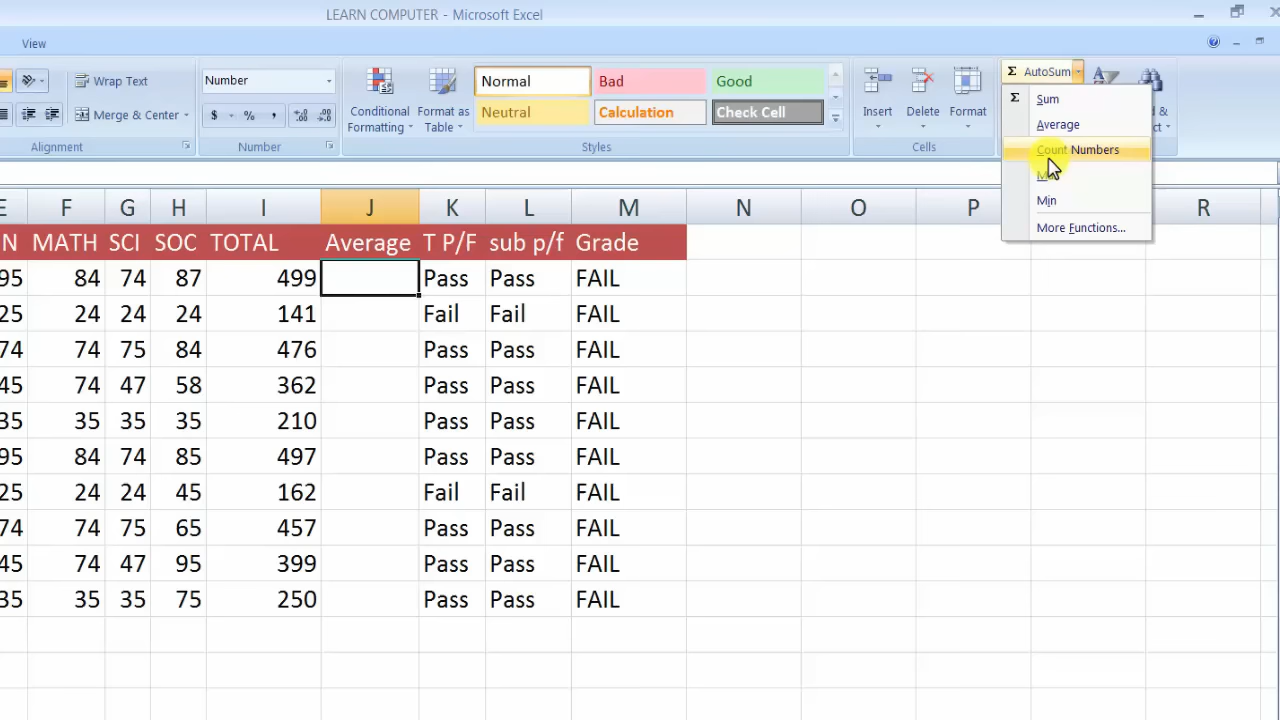 LEARN COMPUTER - Microsoft Excel
View
Wrap Text
Merge & Center
Alignment
Number
$ % ,
Number
Conditional Formatting
Format as Table
Normal
Bad
Good
Neutral
Calculation
Check Cell
Styles
Insert
Delete
Format
Cells
Σ AutoSum
Σ Sum
Average
Count Numbers
Min
More Functions...
E F G H I J K L M N O P R
N MATH SCI SOC TOTAL Average T P/F sub p/f Grade
95 84 74 87 499 Pass Pass FAIL
25 24 24 24 141 Fail Fail FAIL
74 74 75 84 476 Pass Pass FAIL
45 74 47 58 362 Pass Pass FAIL
35 35 35 35 210 Pass Pass FAIL
95 84 74 85 497 Pass Pass FAIL
25 24 24 45 162 Fail Fail FAIL
74 74 75 65 457 Pass Pass FAIL
45 74 47 95 399 Pass Pass FAIL
35 35 35 75 250 Pass Pass FAIL